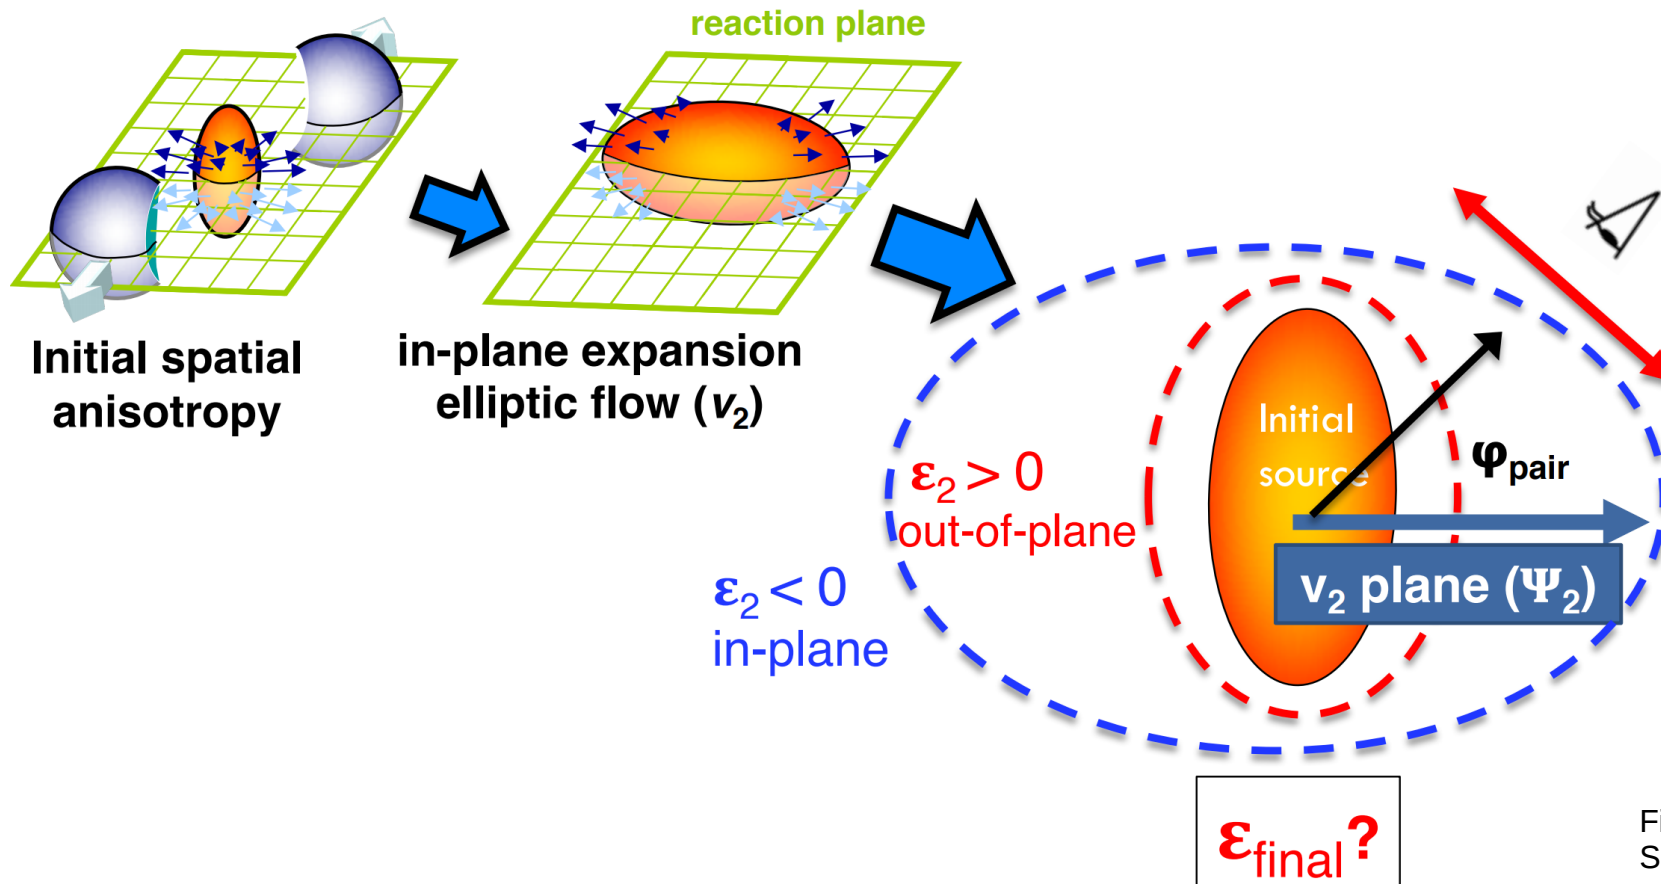 reaction plane
Initial spatial
anisotropy
in-plane expansion
elliptic flow (v₂)
Initial
source
φpair
ε₂ > 0
out-of-plane
v₂ plane (Ψ₂)
ε₂ < 0
in-plane
εfinal?
Fi
S